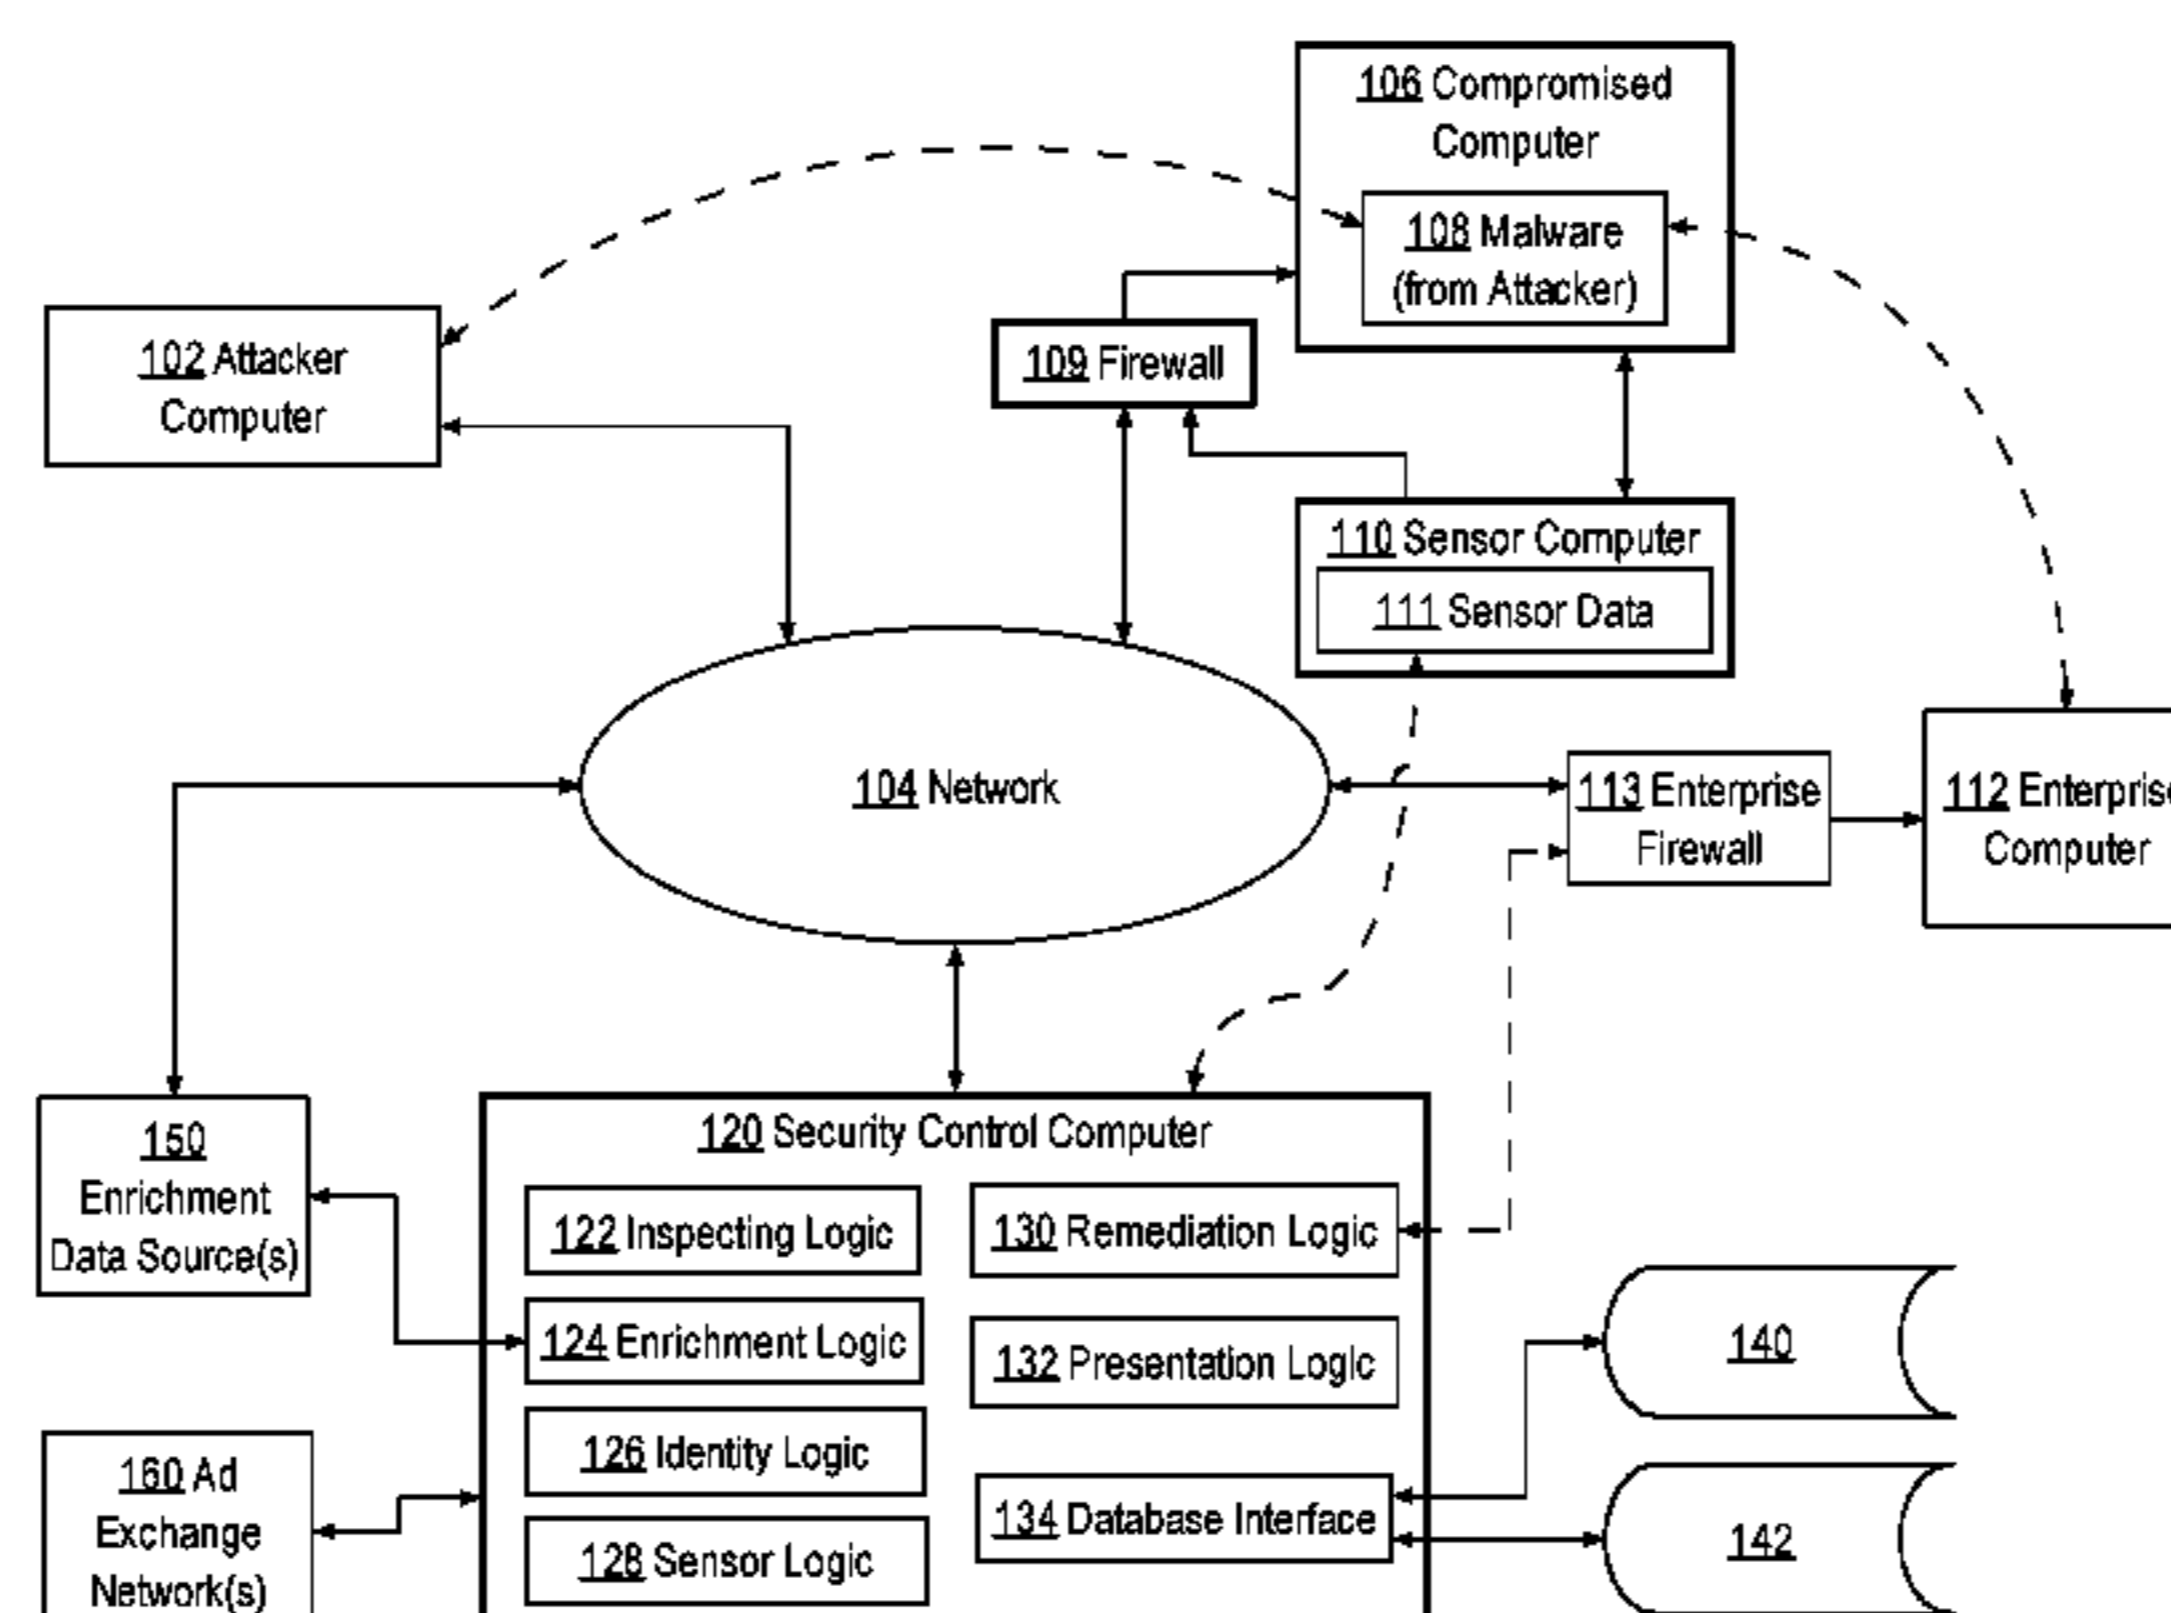 106 Compromised
Computer
108 Malware
(from Attacker)
102 Attacker
Computer
109 Firewall
110 Sensor Computer
111 Sensor Data
104 Network
113 Enterprise
Firewall
112 Enterprise
Computer
120 Security Control Computer
150
Enrichment
Data Source(s)
122 Inspecting Logic
130 Remediation Logic
124 Enrichment Logic
132 Presentation Logic
140
126 Identity Logic
160 Ad
Exchange
Network(s)
134 Database Interface
142
128 Sensor Logic